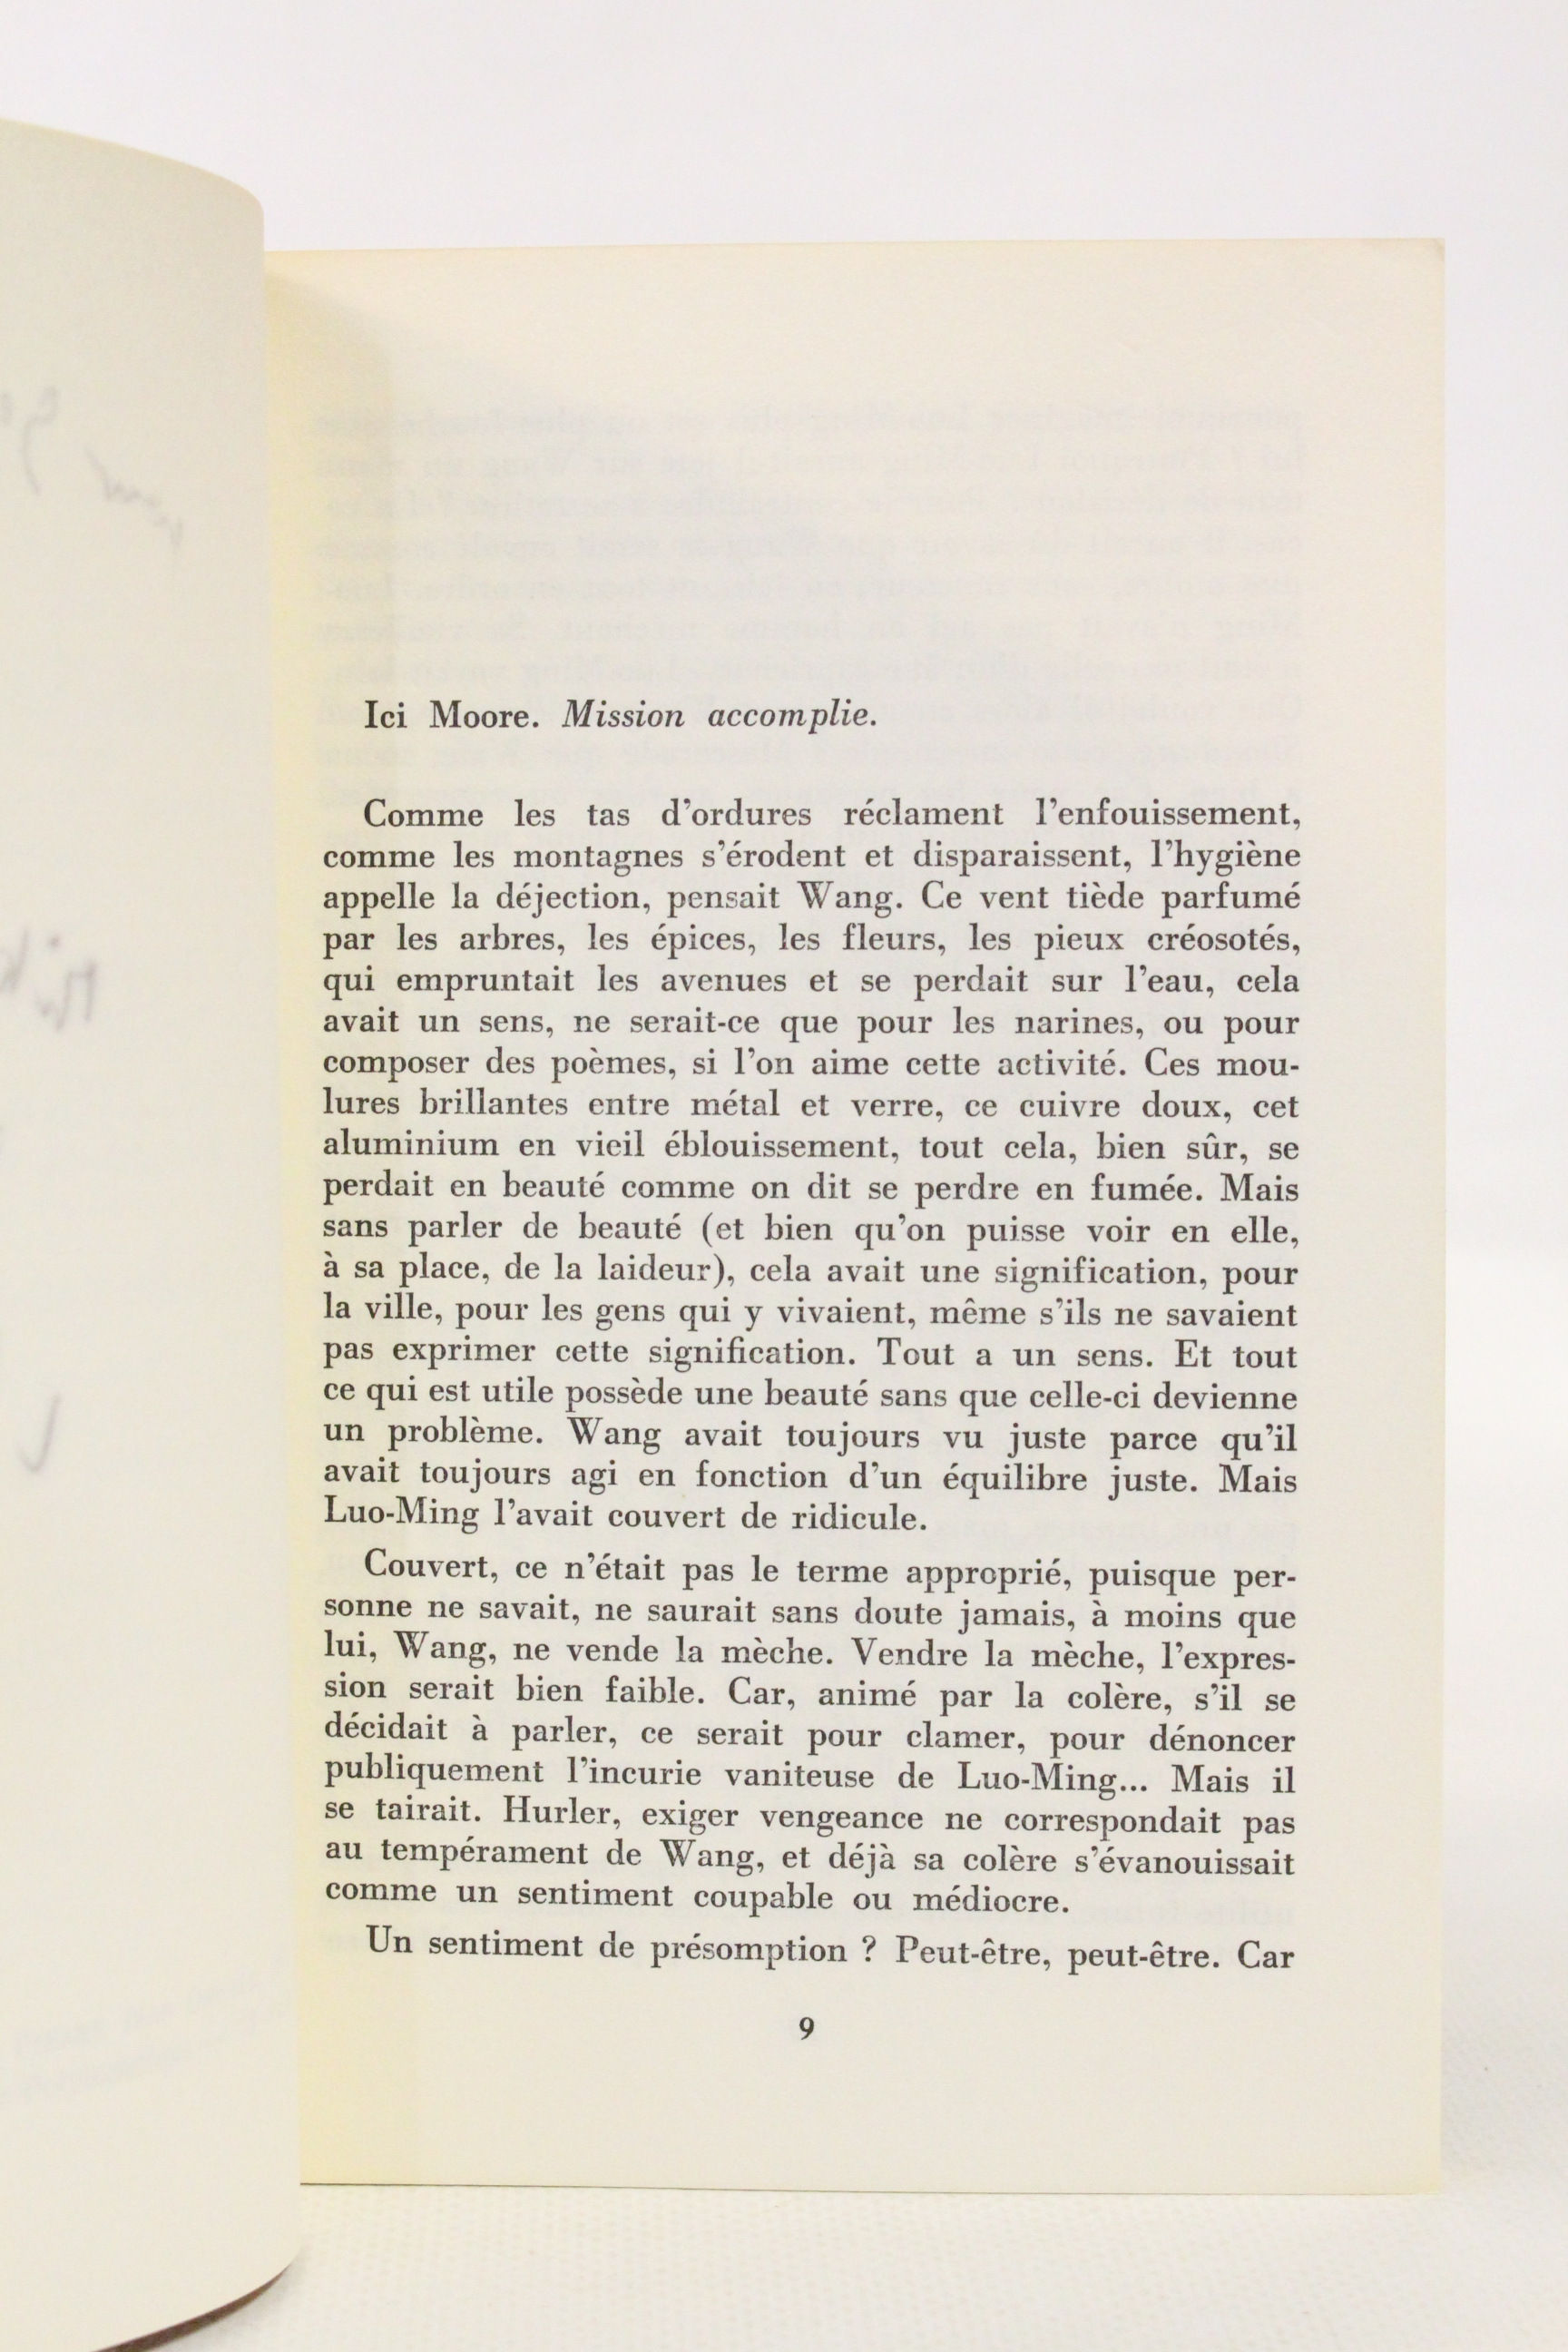 Ici Moore. Mission accomplie.
Comme les tas d'ordures réclament l'enfouissement,
comme les montagnes s'érodent et disparaissent, l'hygiène
appelle la déjection, pensait Wang. Ce vent tiède parfumé
par les arbres, les épices, les fleurs, les pieux créosotés,
qui empruntait les avenues et se perdait sur l'eau, cela
avait un sens, ne serait-ce que pour les narines, ou pour
composer des poèmes, si l'on aime cette activité. Ces mou-
lures brillantes entre métal et verre, ce cuivre doux, cet
aluminium en vieil éblouissement, tout cela, bien sûr, se
perdait en beauté comme on dit se perdre en fumée. Mais
sans parler de beauté (et bien qu'on puisse voir en elle,
à sa place, de la laideur), cela avait une signification, pour
la ville, pour les gens qui y vivaient, même s'ils ne savaient
pas exprimer cette signification. Tout a un sens. Et tout
ce qui est utile possède une beauté sans que celle-ci devienne
un problème. Wang avait toujours vu juste parce qu'il
avait toujours agi en fonction d'un équilibre juste. Mais
Luo-Ming l'avait couvert de ridicule.
Couvert, ce n'était pas le terme approprié, puisque per-
sonne ne savait, ne saurait sans doute jamais, à moins que
lui, Wang, ne vende la mèche. Vendre la mèche, l'expres-
sion serait bien faible. Car, animé par la colère, s'il se
décidait à parler, ce serait pour clamer, pour dénoncer
publiquement l'incurie vaniteuse de Luo-Ming... Mais il
se tairait. Hurler, exiger vengeance ne correspondait pas
au tempérament de Wang, et déjà sa colère s'évanouissait
comme un sentiment coupable ou médiocre.
Un sentiment de présomption ? Peut-être, peut-être. Car
9